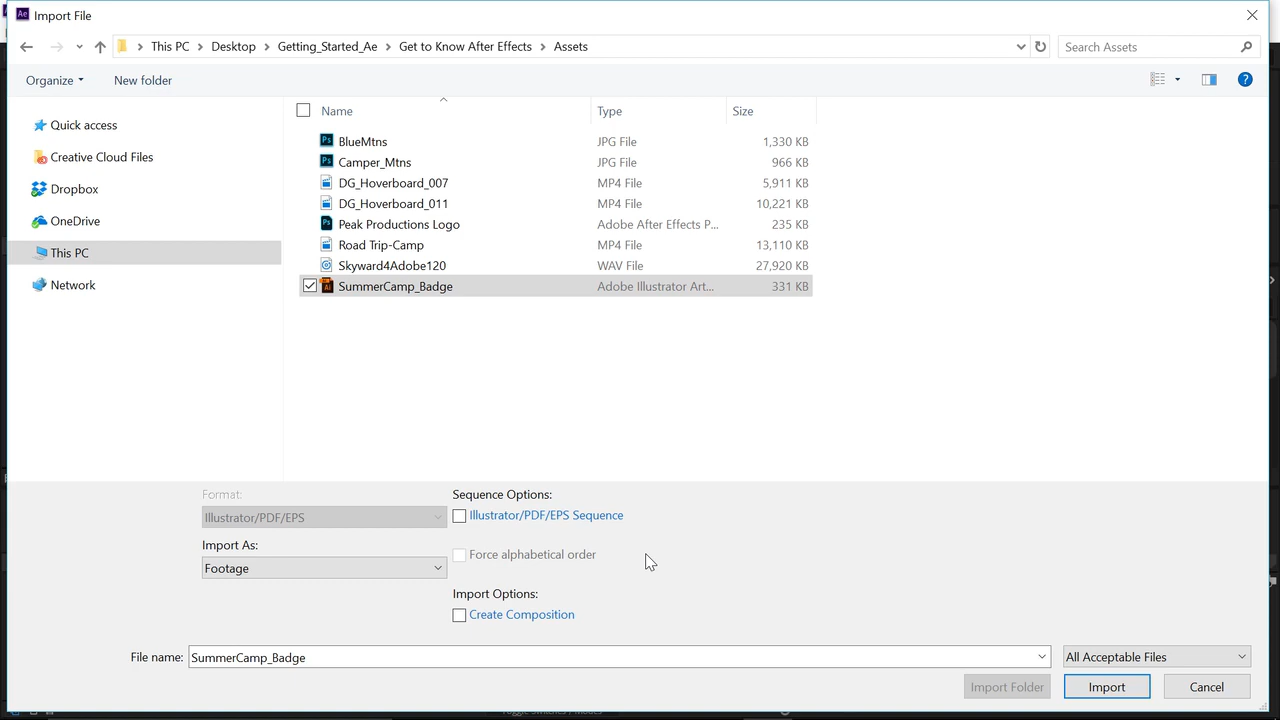 Ae Import File
This PC > Desktop > Getting_Started_Ae > Get to Know After Effects > Assets
Search Assets
Organize
New folder
?
Quick access
Creative Cloud Files
Dropbox
OneDrive
This PC
Network
Name Type Size
Ps BlueMtns JPG File 1,330 KB
Ps Camper_Mtns JPG File 966 KB
DG_Hoverboard_007 MP4 File 5,911 KB
DG_Hoverboard_011 MP4 File 10,221 KB
Ps Peak Productions Logo Adobe After Effects P... 235 KB
Road Trip-Camp MP4 File 13,110 KB
Skyward4Adobe120 WAV File 27,920 KB
Ai SummerCamp_Badge Adobe Illustrator Art... 331 KB
Format:
Illustrator/PDF/EPS
Import As:
Footage
Sequence Options:
Illustrator/PDF/EPS Sequence
Force alphabetical order
Import Options:
Create Composition
File name: SummerCamp_Badge
All Acceptable Files
Import Folder
Import
Cancel